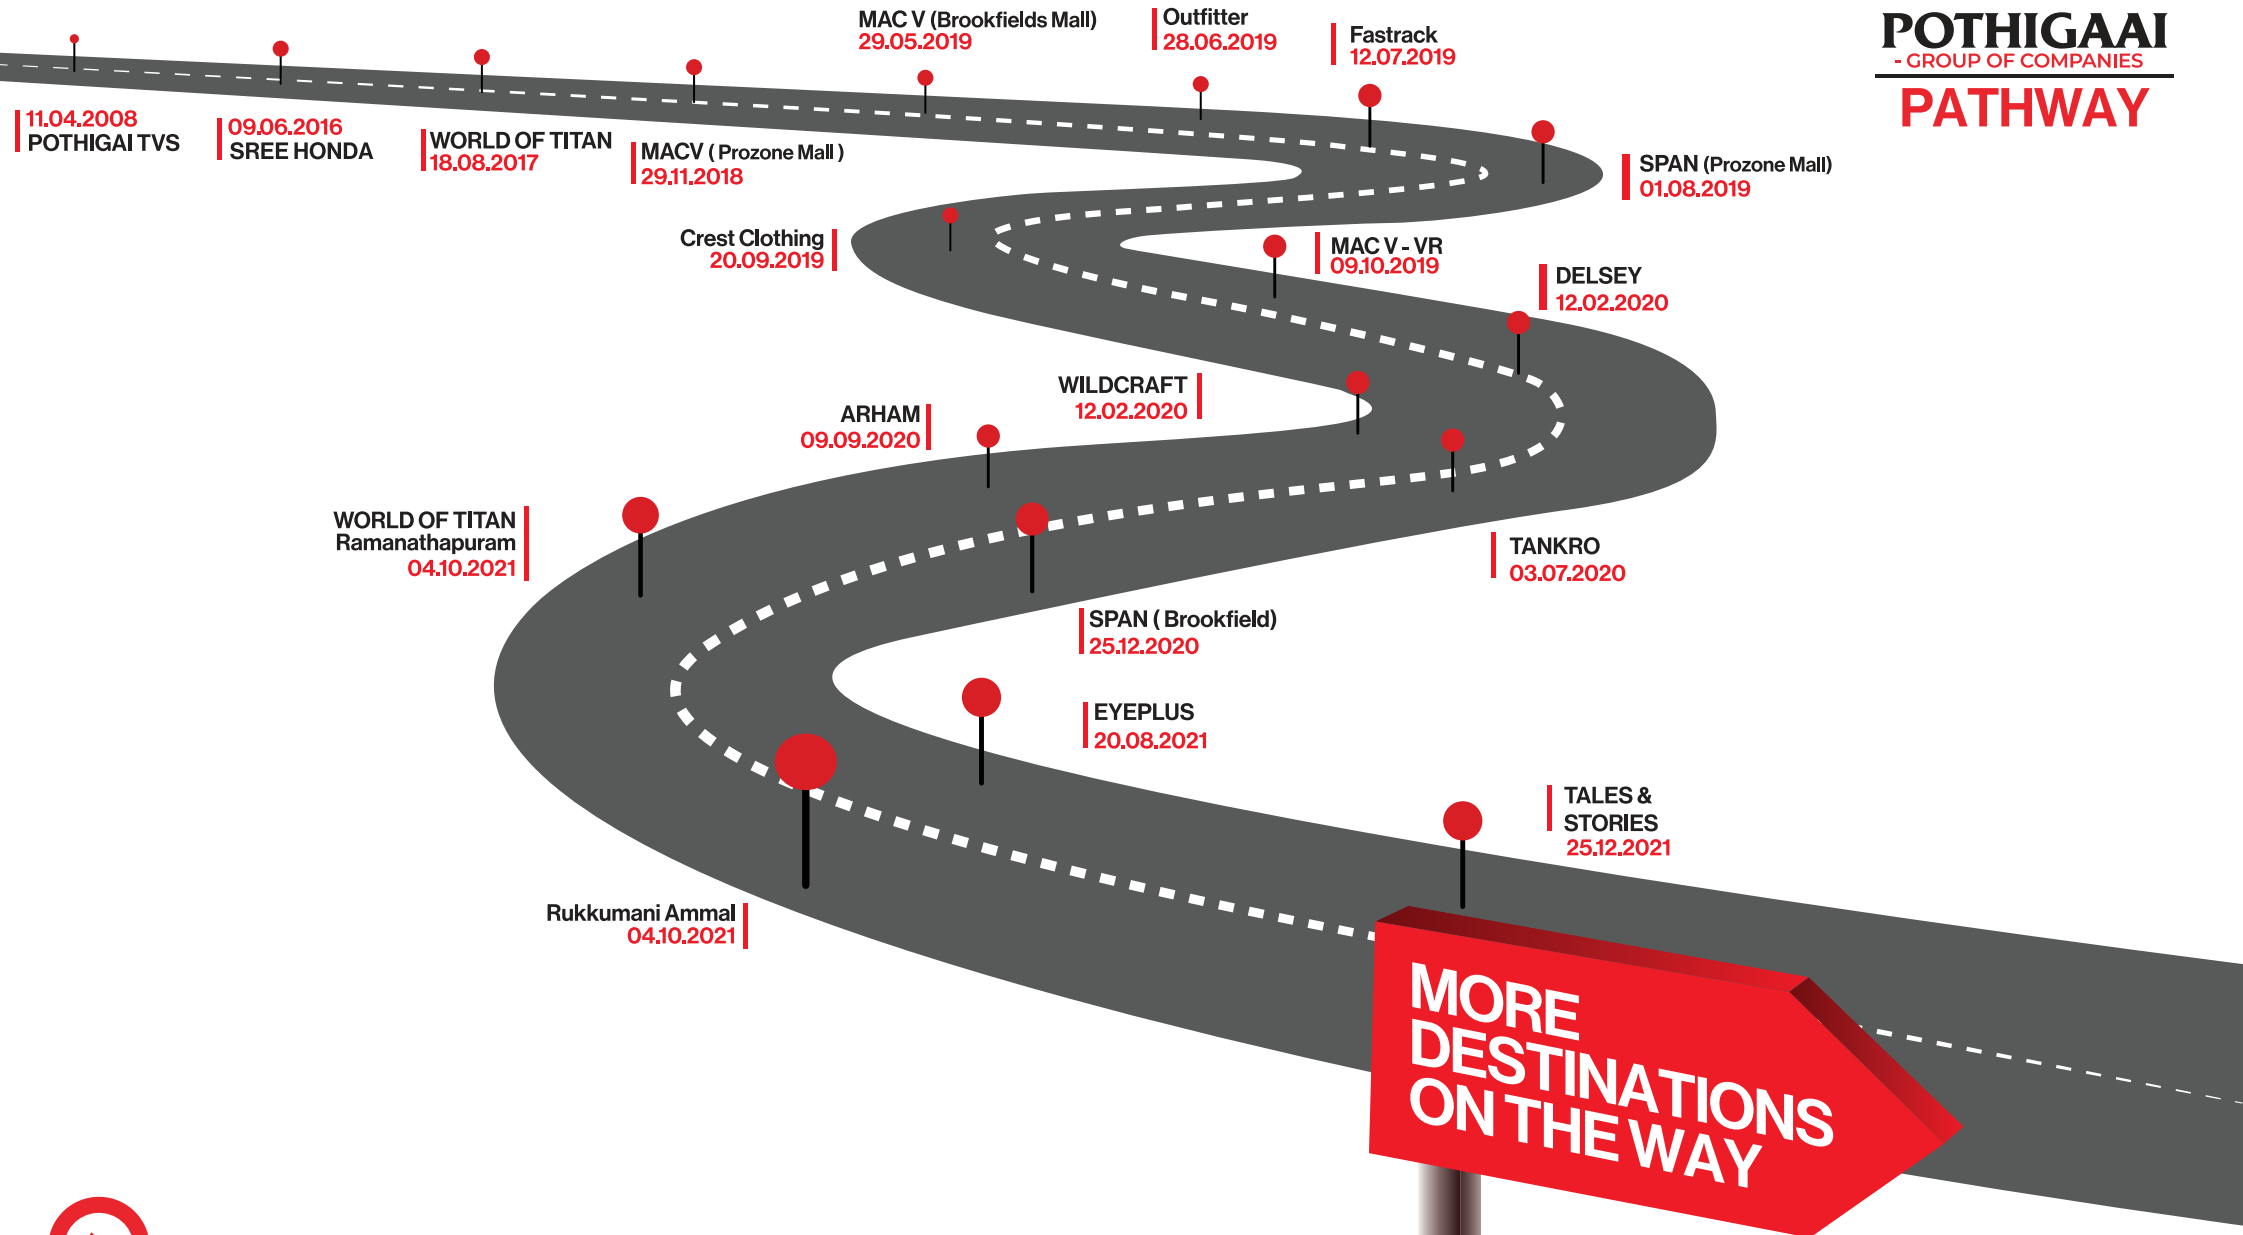 POTHIGAAI
- GROUP OF COMPANIES
PATHWAY
11.04.2008
POTHIGAI TVS
09.06.2016
SREE HONDA
WORLD OF TITAN
18.08.2017
MACV ( Prozone Mall )
29.11.2018
MAC V (Brookfields Mall)
29.05.2019
Outfitter
28.06.2019
Fastrack
12.07.2019
SPAN (Prozone Mall)
01.08.2019
Crest Clothing
20.09.2019
MAC V - VR
09.10.2019
DELSEY
12.02.2020
WILDCRAFT
12.02.2020
TANKRO
03.07.2020
ARHAM
09.09.2020
SPAN ( Brookfield)
25.12.2020
WORLD OF TITAN
Ramanathapuram
04.10.2021
EYEPLUS
20.08.2021
Rukkumani Ammal
04.10.2021
TALES &
STORIES
25.12.2021
MORE
DESTINATIONS
ON THE WAY